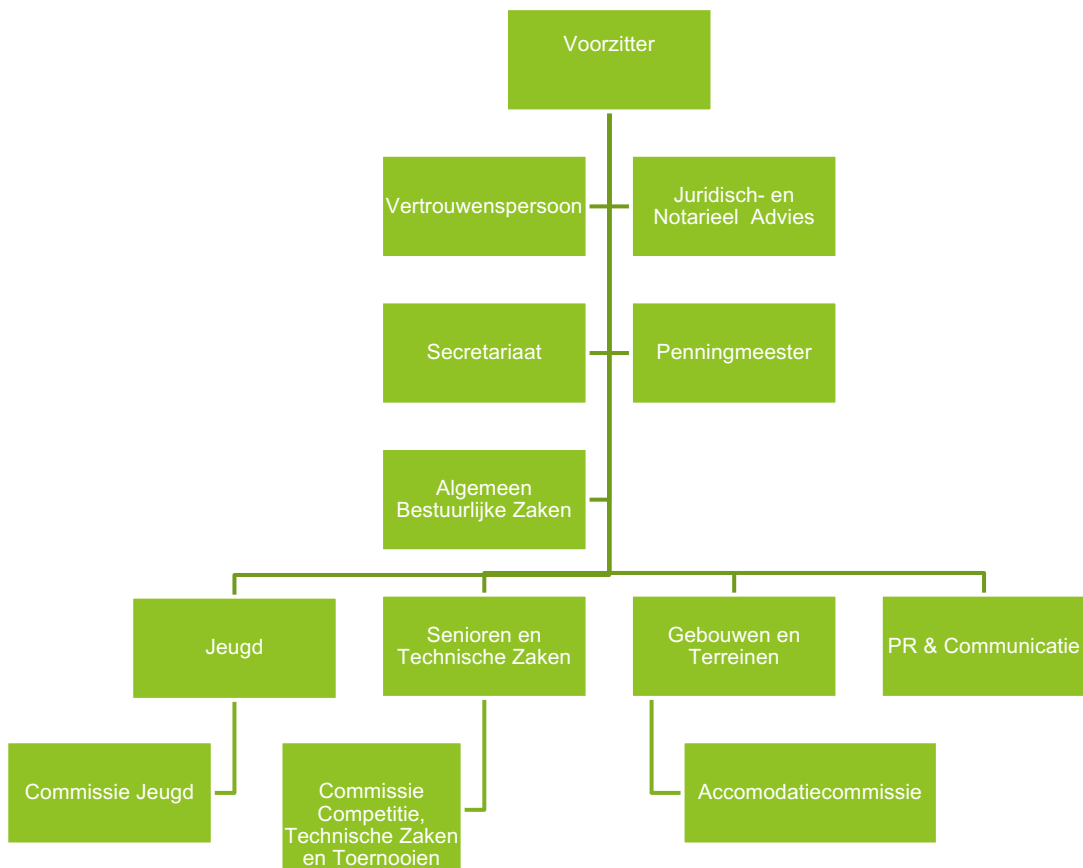 Voorzitter
Vertrouwenspersoon
Juridisch- en
Notarieel Advies
Secretariaat
Penningmeester
Algemeen
Bestuurlijke Zaken
Jeugd
Senioren en
Technische Zaken
Gebouwen en
Terreinen
PR & Communicatie
Commissie Jeugd
Commissie
Competitie,
Technische Zaken
en Toernooien
Accomodatiecommissie